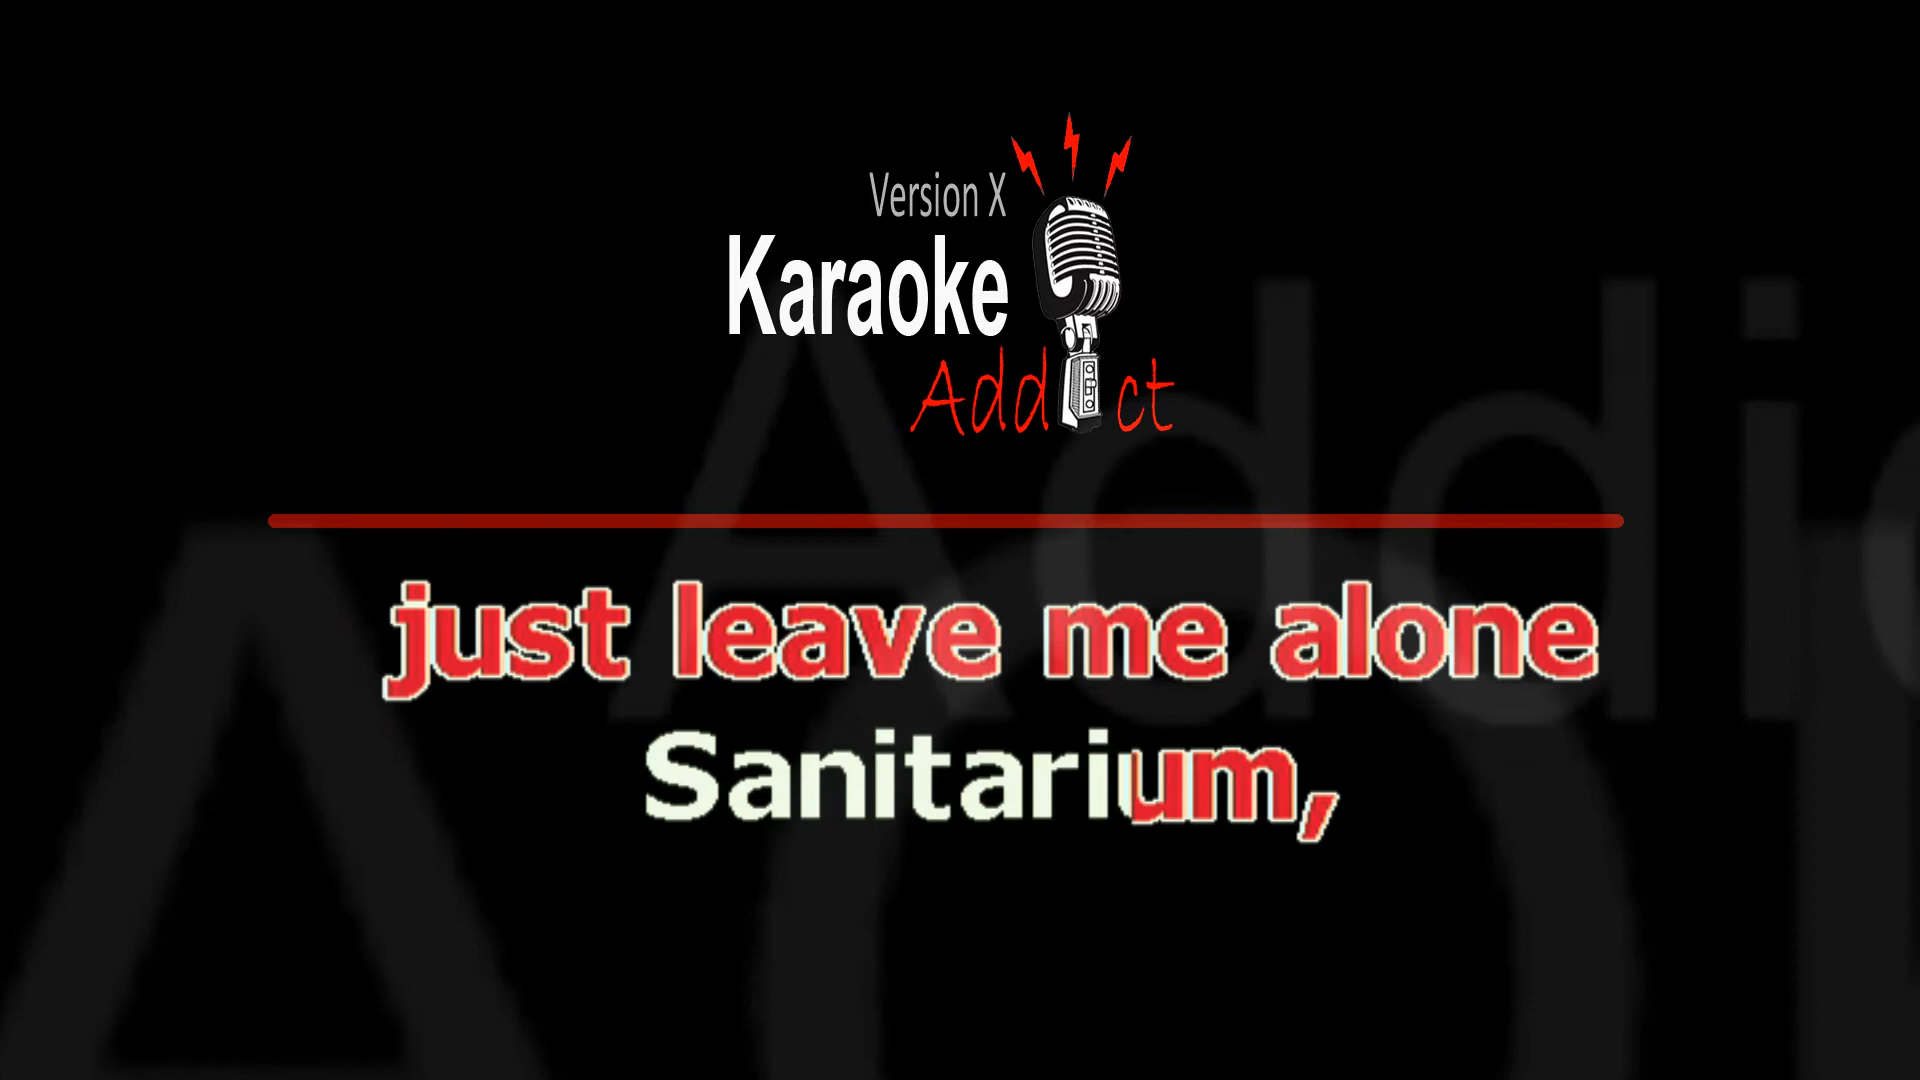 Version X
Karaoke
Addict
just leave me alone
Sanitarium,